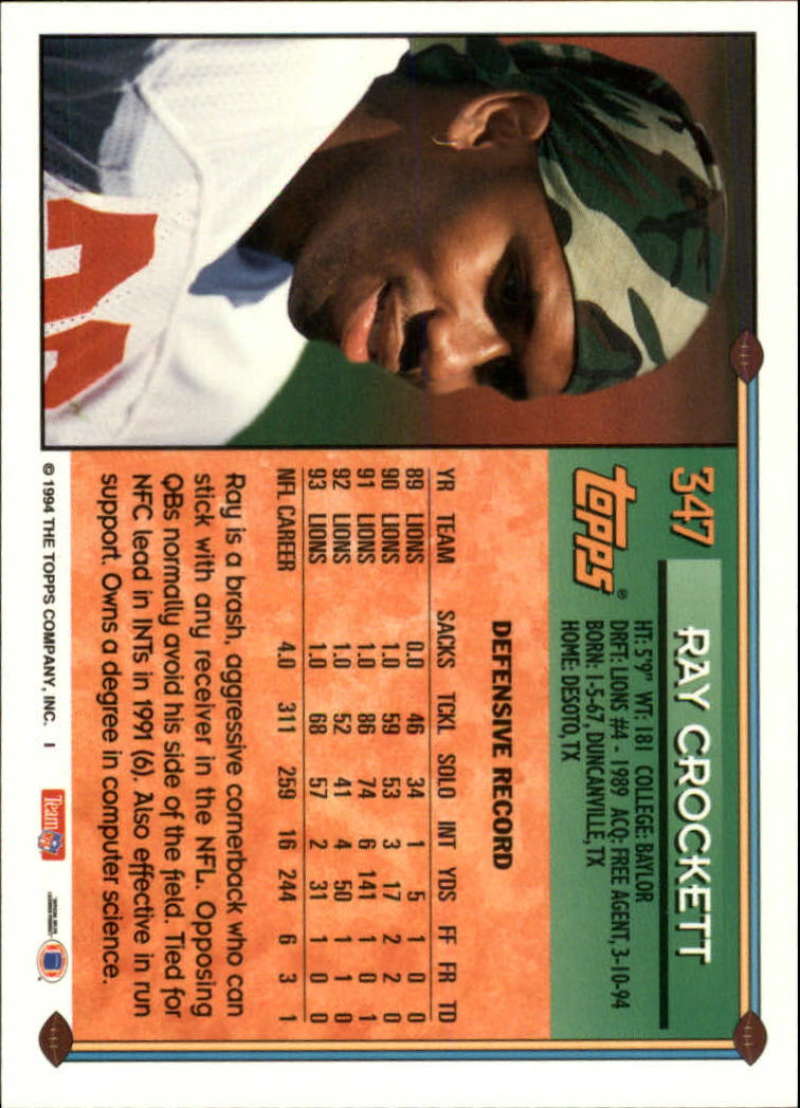 347
RAY CROCKETT
topps®
HT: 5'9" WT: 181 COLLEGE: BAYLOR
DRFT: LIONS #4 - 1989 ACQ: FREE AGENT, 3-10-94
BORN: 1-5-67, DUNCANVILLE, TX
HOME: DESOTO, TX
DEFENSIVE RECORD
YR TEAM SACKS TCKL SOLO INT YDS FF FR TD
89 LIONS 0.0 46 34 1 5 1 0 0
90 LIONS 1.0 59 53 3 17 2 2 0
91 LIONS 1.0 86 74 6 141 1 0 1
92 LIONS 1.0 52 41 4 50 1 1 0
93 LIONS 1.0 68 57 2 31 1 0 0
NFL CAREER 4.0 311 259 16 244 6 3 1
Ray is a brash, aggressive cornerback who can
stick with any receiver in the NFL. Opposing
QBs normally avoid his side of the field. Tied for
NFC lead in INTs in 1991 (6). Also effective in run
support. Owns a degree in computer science.
© 1994 THE TOPPS COMPANY, INC. I
Team NFL